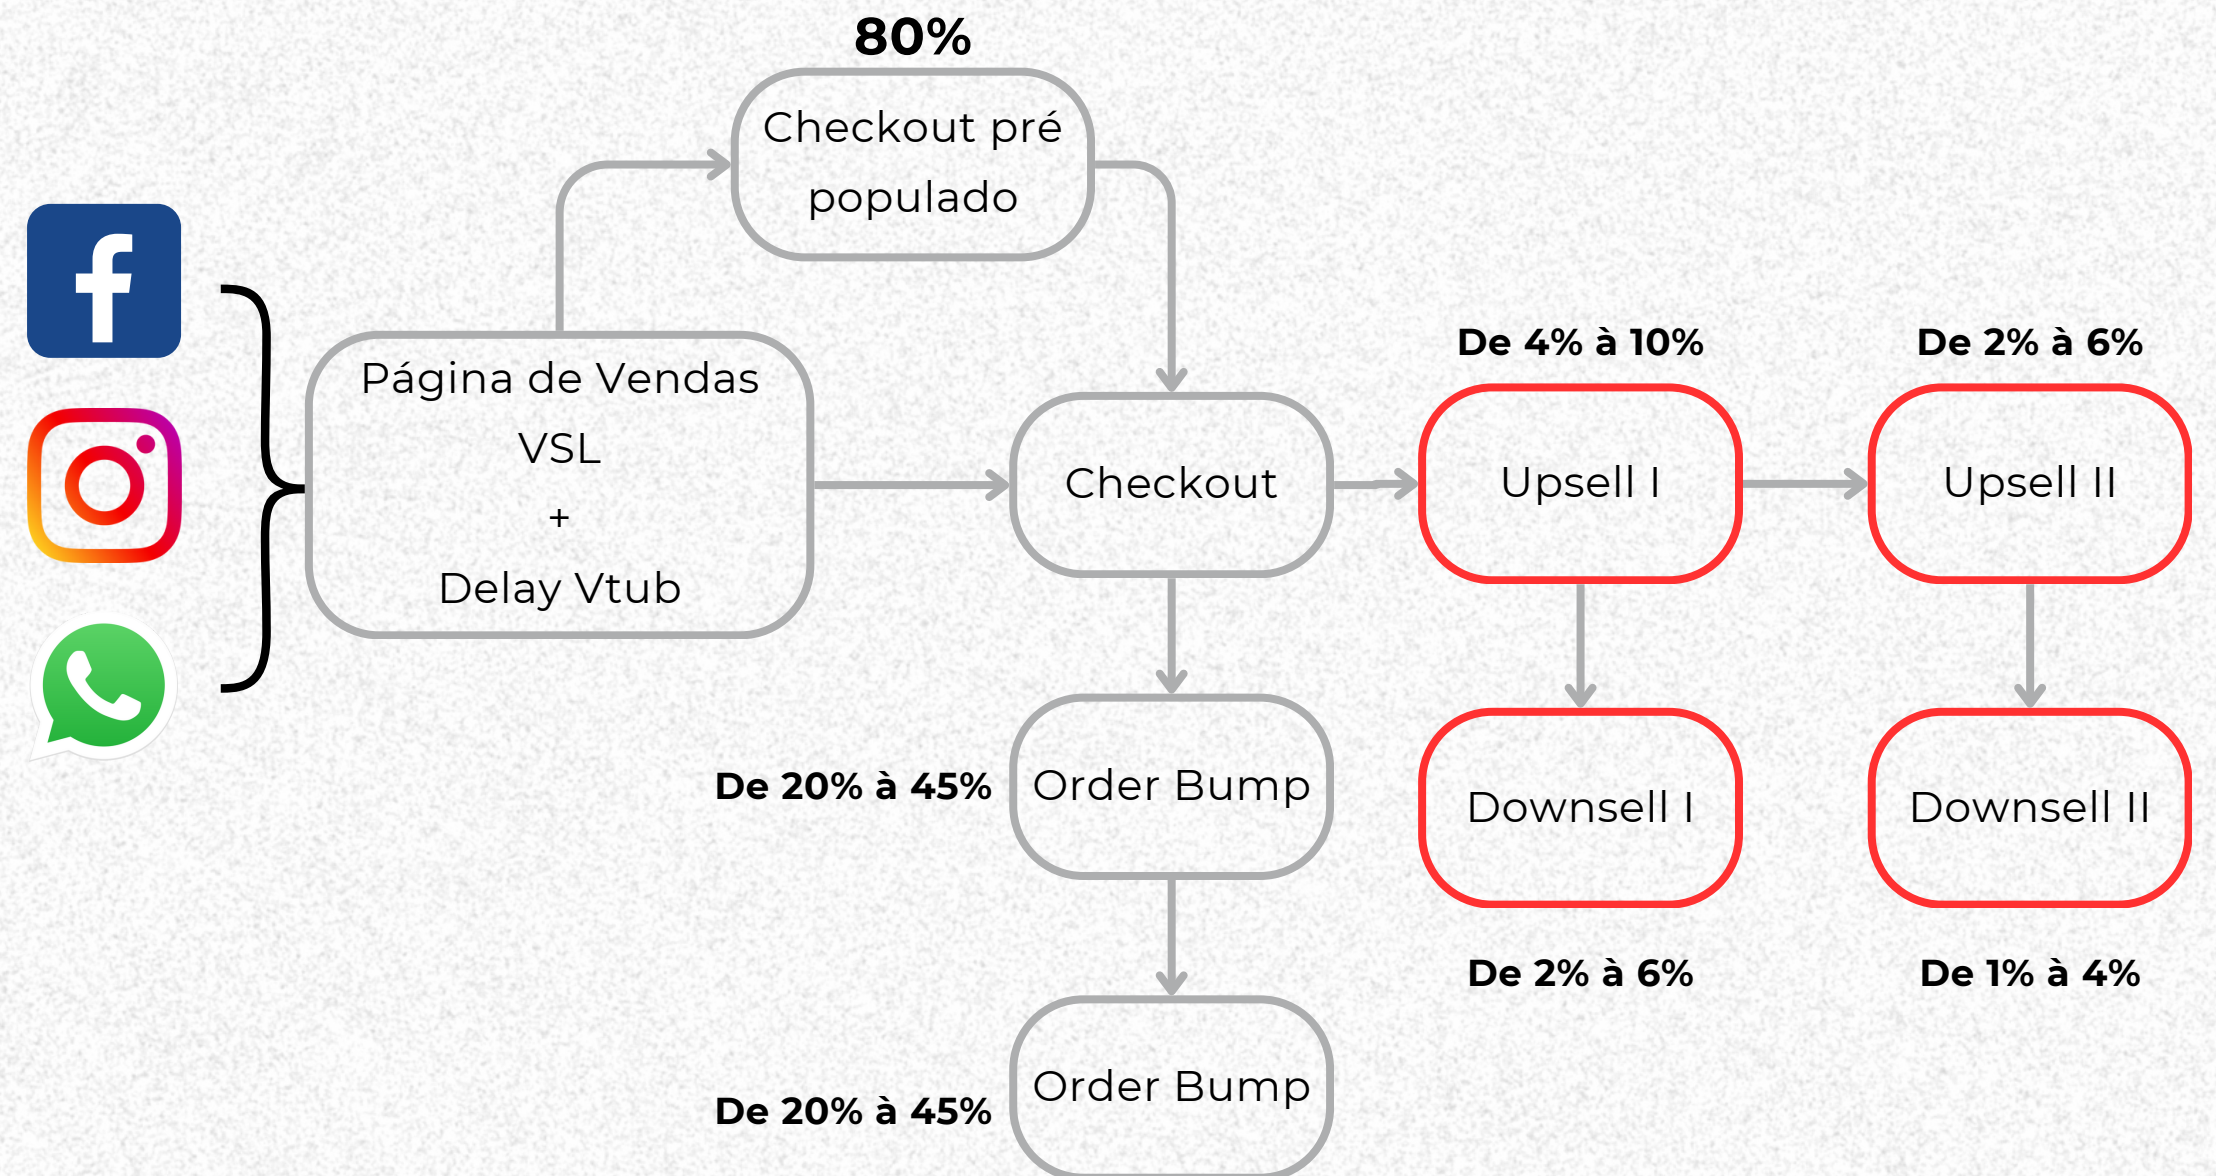 80%
Checkout pré
populado
Página de Vendas
VSL
+
Delay Vtub
Checkout
De 4% à 10%
Upsell I
De 2% à 6%
Upsell II
De 20% à 45%
Order Bump
Downsell I
De 2% à 6%
Downsell II
De 1% à 4%
De 20% à 45%
Order Bump